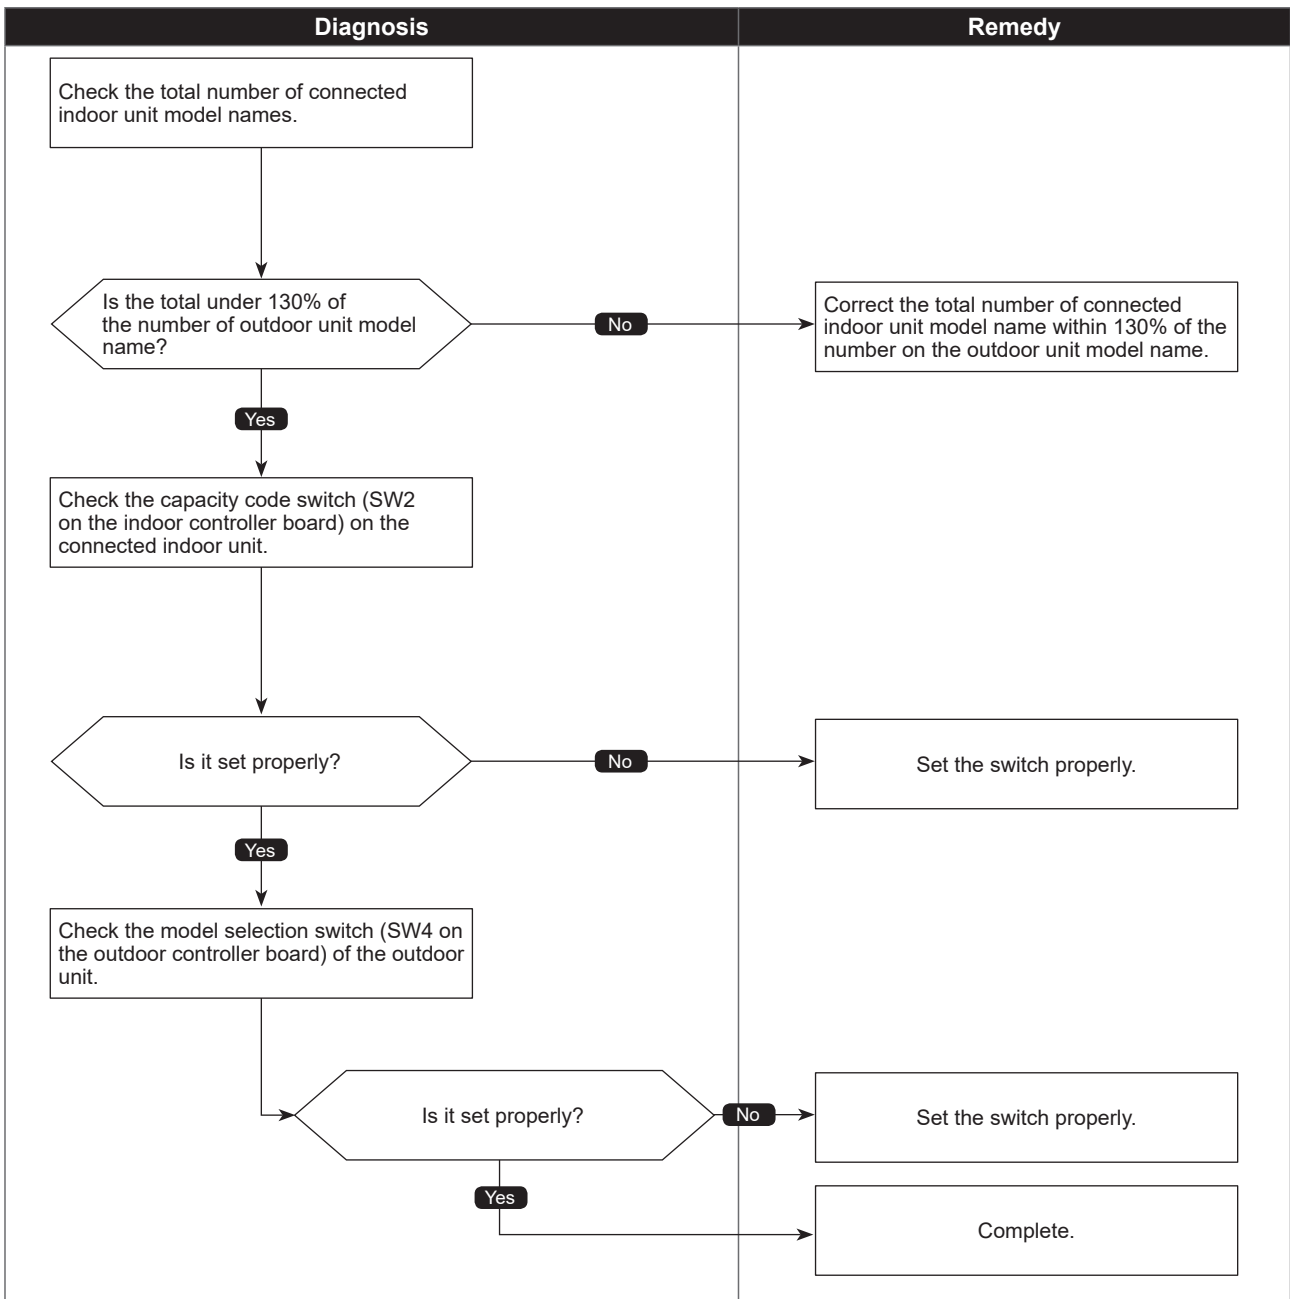 Diagnosis
Remedy
Check the total number of connected
indoor unit model names.
Is the total under 130% of
the number of outdoor unit model
name?
No
Correct the total number of connected
indoor unit model name within 130% of the
number on the outdoor unit model name.
Yes
Check the capacity code switch (SW2
on the indoor controller board) on the
connected indoor unit.
Is it set properly?
No
Set the switch properly.
Yes
Check the model selection switch (SW4 on
the outdoor controller board) of the outdoor
unit.
Is it set properly?
No
Set the switch properly.
Yes
Complete.